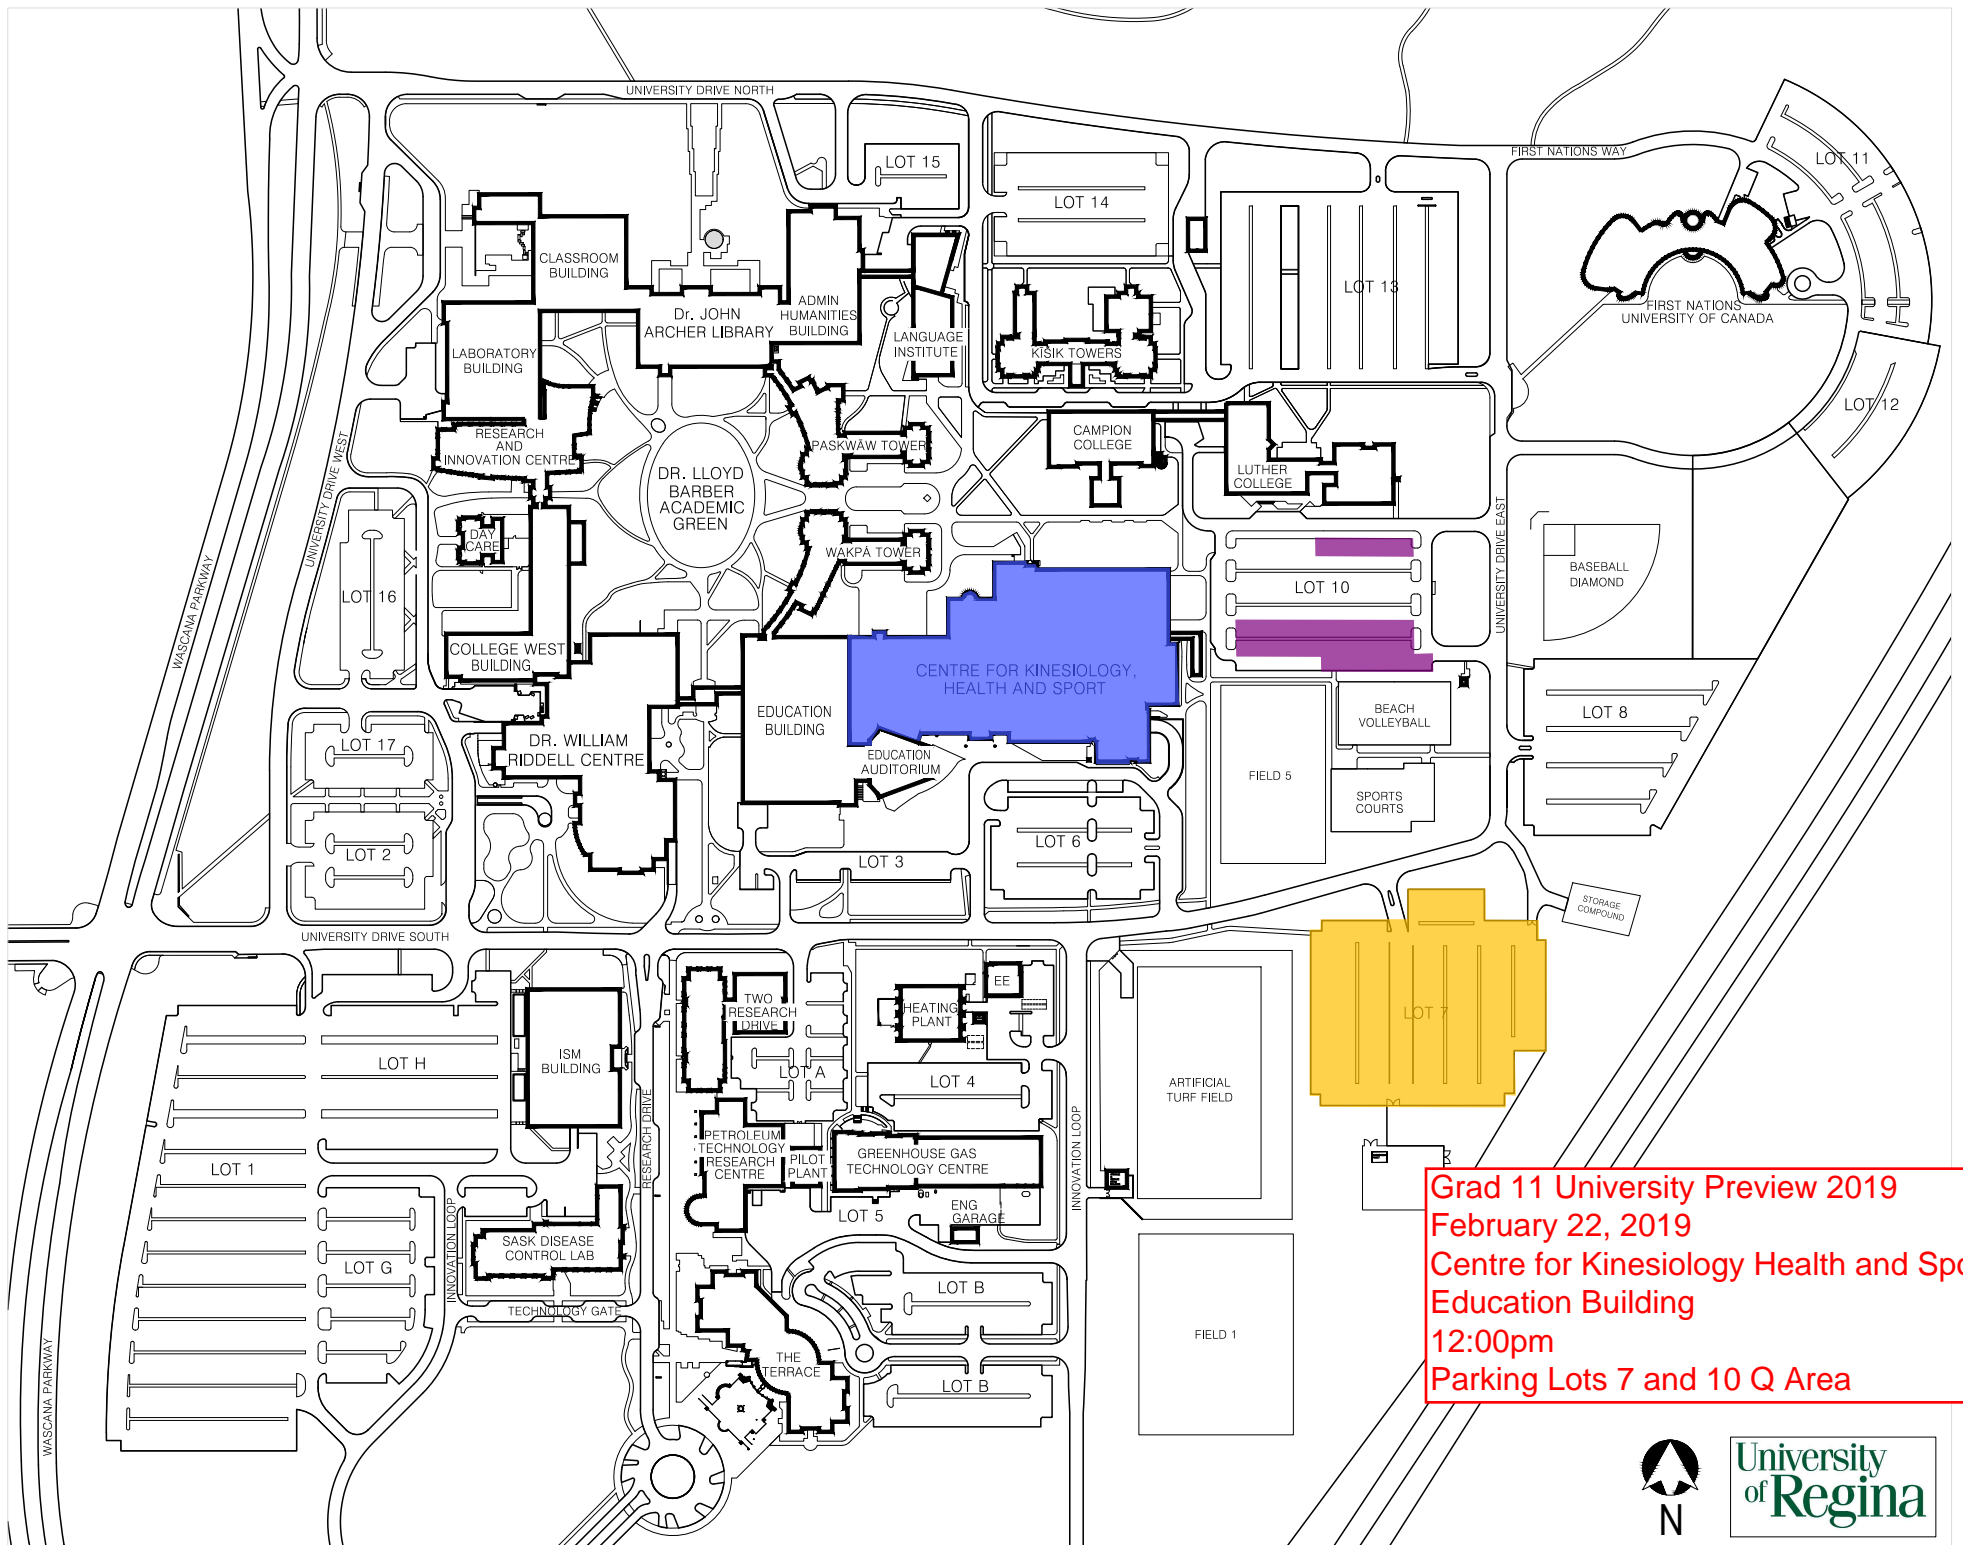 UNIVERSITY DRIVE NORTH
FIRST NATIONS WAY
LOT 11
LOT 15
LOT 14
CLASSROOM
BUILDING
LOT 13
ADMIN
HUMANITIES
BUILDING
Dr. JOHN
ARCHER LIBRARY
FIRST NATIONS
UNIVERSITY OF CANADA
LANGUAGE
INSTITUTE
KĪSIK TOWERS
LABORATORY
BUILDING
LOT 12
CAMPION
COLLEGE
RESEARCH
AND
INNOVATION CENTRE
PASKWĀW TOWER
LUTHER
COLLEGE
DR. LLOYD
BARBER
ACADEMIC
GREEN
UNIVERSITY DRIVE WEST
UNIVERSITY DRIVE EAST
DAY
CARE
WAKPĀ TOWER
BASEBALL
DIAMOND
LOT 10
LOT 16
WASCANA PARKWAY
COLLEGE WEST
BUILDING
CENTRE FOR KINESIOLOGY,
HEALTH AND SPORT
EDUCATION
BUILDING
BEACH
VOLLEYBALL
LOT 8
LOT 17
DR. WILLIAM
RIDDELL CENTRE
EDUCATION
AUDITORIUM
FIELD 5
SPORTS
COURTS
LOT 2
LOT 3
LOT 6
STORAGE
COMPOUND
UNIVERSITY DRIVE SOUTH
EE
TWO
RESEARCH
DRIVE
HEATING
PLANT
LOT 7
LOT H
ISM
BUILDING
LOT A
LOT 4
ARTIFICIAL
TURF FIELD
RESEARCH DRIVE
INNOVATION LOOP
PETROLEUM
TECHNOLOGY
RESEARCH
CENTRE
PILOT
PLANT
GREENHOUSE GAS
TECHNOLOGY CENTRE
LOT 1
LOT 5
ENG
GARAGE
INNOVATION LOOP
SASK DISEASE
CONTROL LAB
LOT G
LOT B
TECHNOLOGY GATE
FIELD 1
THE
TERRACE
LOT B
WASCANA PARKWAY
Grad 11 University Preview 2019
February 22, 2019
Centre for Kinesiology Health and Spo
Education Building
12:00pm
Parking Lots 7 and 10 Q Area
N
University
of Regina